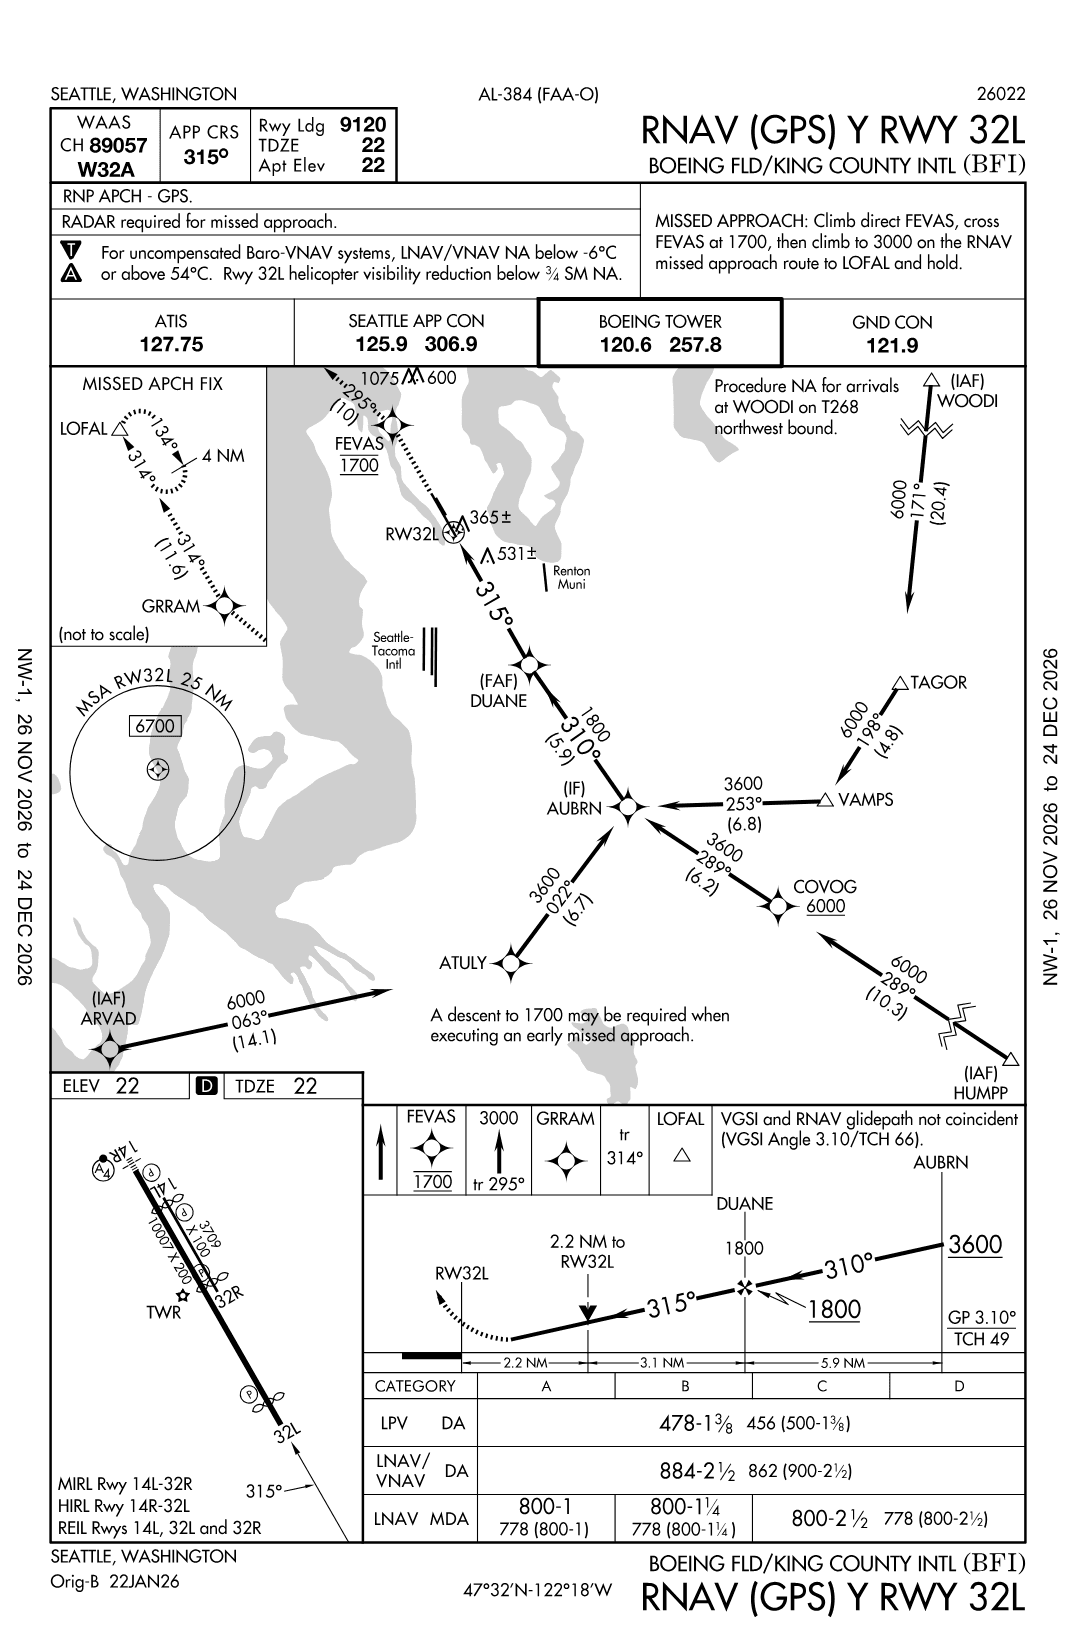 SEATTLE, WASHINGTON
AL-384 (FAA-O)
26022
WAAS
CH 89057
W32A
APP CRS
315°
Rwy Ldg 9120
TDZE 22
Apt Elev 22
RNAV (GPS) Y RWY 32L
BOEING FLD/KING COUNTY INTL (BFI)
RNP APCH - GPS.
RADAR required for missed approach.
T
A
For uncompensated Baro-VNAV systems, LNAV/VNAV NA below -6°C
or above 54°C. Rwy 32L helicopter visibility reduction below ¾ SM NA.
MISSED APPROACH: Climb direct FEVAS, cross
FEVAS at 1700, then climb to 3000 on the RNAV
missed approach route to LOFAL and hold.
ATIS
127.75
SEATTLE APP CON
125.9 306.9
BOEING TOWER
120.6 257.8
GND CON
121.9
MISSED APCH FIX
LOFAL
134°
4 NM
314°
314°
(11.6)
GRRAM
(not to scale)
1075
600
295°
(10)
FEVAS
1700
Procedure NA for arrivals
at WOODI on T268
northwest bound.
(IAF)
WOODI
6000
171°
(20.4)
RW32L
365±
531±
Renton
Muni
315°
Seattle-
Tacoma
Intl
(FAF)
DUANE
1800
310°
(5.9)
TAGOR
6000
198°
(4.8)
MSA RW32L 25 NM
6700
(IF)
AUBRN
3600
253°
(6.8)
VAMPS
3600
289°
(6.2)
COVOG
6000
3600
022°
(6.7)
ATULY
6000
289°
(10.3)
(IAF)
HUMPP
(IAF)
ARVAD
6000
063°
(14.1)
A descent to 1700 may be required when
executing an early missed approach.
NW-1, 26 NOV 2026 to 24 DEC 2026
NW-1, 26 NOV 2026 to 24 DEC 2026
ELEV 22
D
TDZE 22
14R
A4
P
14L
P
3709 X 100
10007 X 200
P
32R
TWR
P
32L
315°
MIRL Rwy 14L-32R
HIRL Rwy 14R-32L
REIL Rwys 14L, 32L and 32R
FEVAS
1700
3000
tr 295°
GRRAM
tr
314°
LOFAL
VGSI and RNAV glidepath not coincident
(VGSI Angle 3.10/TCH 66).
AUBRN
DUANE
1800
2.2 NM to
RW32L
RW32L
3600
310°
315°
1800
GP 3.10°
TCH 49
2.2 NM
3.1 NM
5.9 NM
CATEGORY A B C D
LPV DA 478-1⅜ 456 (500-1⅜)
LNAV/
VNAV DA 884-2½ 862 (900-2½)
LNAV MDA
800-1
778 (800-1)
800-1¼
778 (800-1¼)
800-2½ 778 (800-2½)
SEATTLE, WASHINGTON
Orig-B 22JAN26
47°32'N-122°18'W
BOEING FLD/KING COUNTY INTL (BFI)
RNAV (GPS) Y RWY 32L